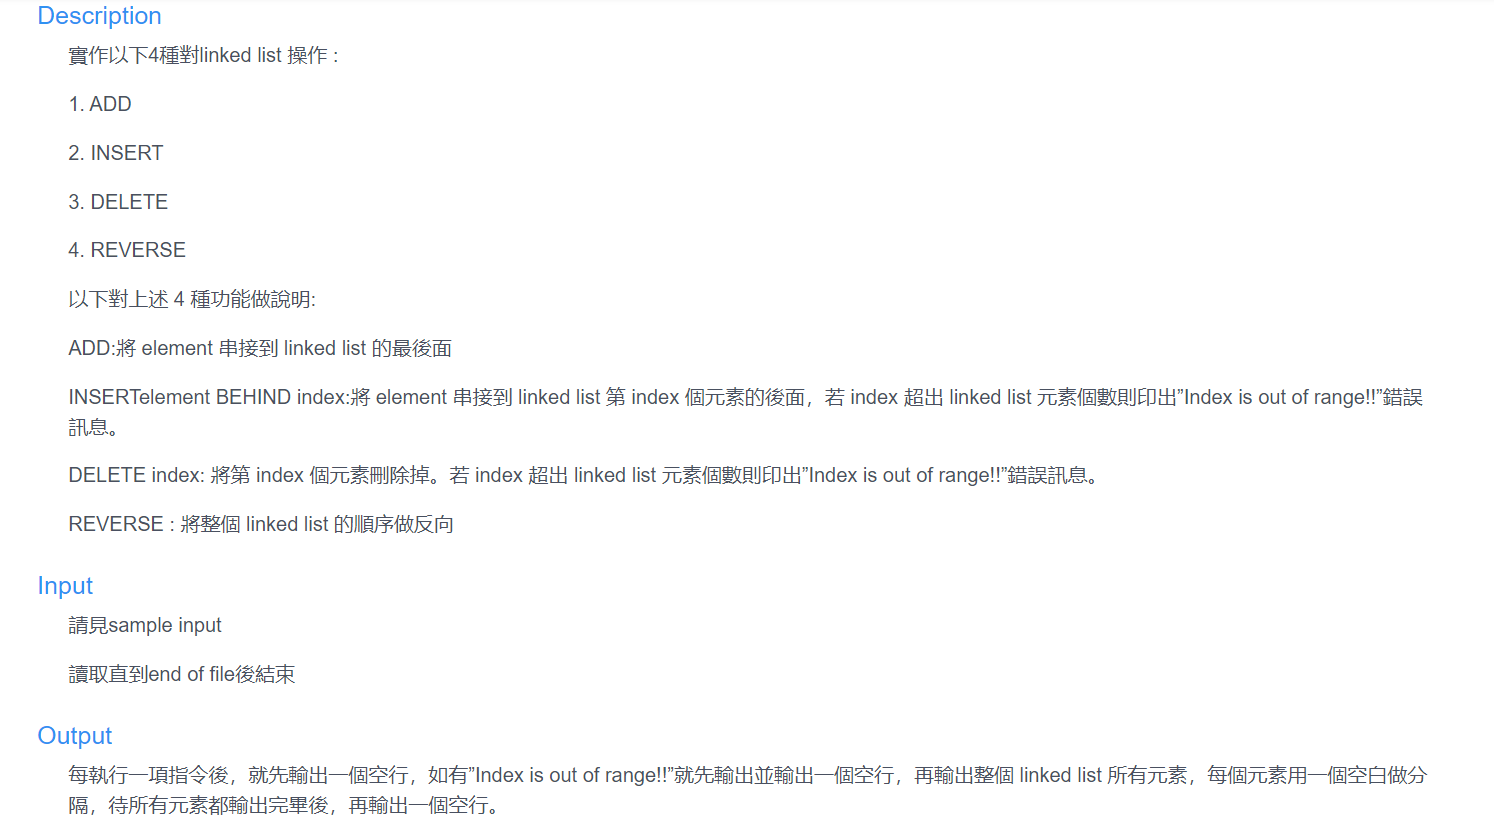 Description
實作以下4種對linked list 操作 :
1. ADD
2. INSERT
3. DELETE
4. REVERSE
以下對上述 4 種功能做說明:
ADD:將 element 串接到 linked list 的最後面
INSERTelement BEHIND index:將 element 串接到 linked list 第 index 個元素的後面，若 index 超出 linked list 元素個數則印出”Index is out of range!!”錯誤
訊息。
DELETE index: 將第 index 個元素刪除掉。若 index 超出 linked list 元素個數則印出”Index is out of range!!”錯誤訊息。
REVERSE : 將整個 linked list 的順序做反向
Input
請見sample input
讀取直到end of file後結束
Output
每執行一項指令後，就先輸出一個空行，如有”Index is out of range!!”就先輸出並輸出一個空行，再輸出整個 linked list 所有元素，每個元素用一個空白做分
隔，待所有元素都輸出完畢後，再輸出一個空行。